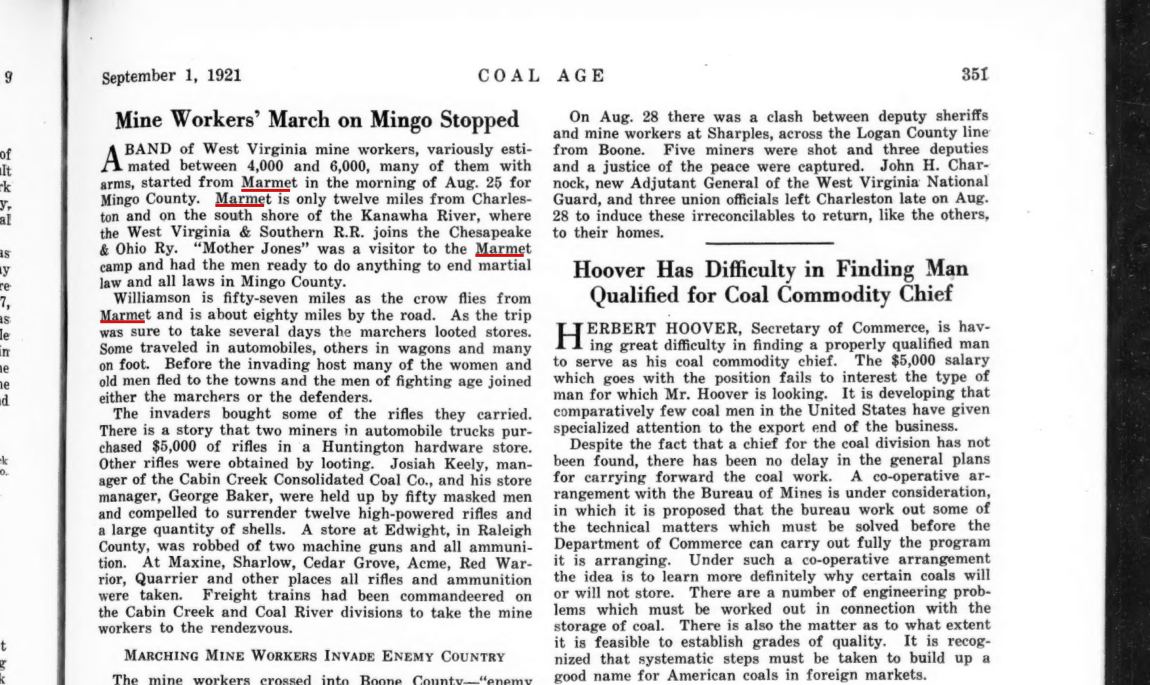 September 1, 1921
COAL AGE
351
Mine Workers' March on Mingo Stopped
A BAND of West Virginia mine workers, variously esti-
mated between 4,000 and 6,000, many of them with
arms, started from Marmet in the morning of Aug. 25 for
Mingo County. Marmet is only twelve miles from Charles-
ton and on the south shore of the Kanawha River, where
the West Virginia & Southern R.R. joins the Chesapeake
& Ohio Ry. "Mother Jones" was a visitor to the Marmet
camp and had the men ready to do anything to end martial
law and all laws in Mingo County.
Williamson is fifty-seven miles as the crow flies from
Marmet and is about eighty miles by the road. As the trip
was sure to take several days the marchers looted stores.
Some traveled in automobiles, others in wagons and many
on foot. Before the invading host many of the women and
old men fled to the towns and the men of fighting age joined
either the marchers or the defenders.
The invaders bought some of the rifles they carried.
There is a story that two miners in automobile trucks pur-
chased $5,000 of rifles in a Huntington hardware store.
Other rifles were obtained by looting. Josiah Keely, man-
ager of the Cabin Creek Consolidated Coal Co., and his store
manager, George Baker, were held up by fifty masked men
and compelled to surrender twelve high-powered rifles and
a large quantity of shells. A store at Edwight, in Raleigh
County, was robbed of two machine guns and all ammuni-
tion. At Maxine, Sharlow, Cedar Grove, Acme, Red War-
rior, Quarrier and other places all rifles and ammunition
were taken. Freight trains had been commandeered on
the Cabin Creek and Coal River divisions to take the mine
workers to the rendezvous.
MARCHING MINE WORKERS INVADE ENEMY COUNTRY
The mine workers crossed into Boone County—"enemy
On Aug. 28 there was a clash between deputy sheriffs
and mine workers at Sharples, across the Logan County line
from Boone. Five miners were shot and three deputies
and a justice of the peace were captured. John H. Char-
nock, new Adjutant General of the West Virginia National
Guard, and three union officials left Charleston late on Aug.
28 to induce these irreconcilables to return, like the others,
to their homes.
Hoover Has Difficulty in Finding Man
Qualified for Coal Commodity Chief
HERBERT HOOVER, Secretary of Commerce, is hav-
ing great difficulty in finding a properly qualified man
to serve as his coal commodity chief. The $5,000 salary
which goes with the position fails to interest the type of
man for which Mr. Hoover is looking. It is developing that
comparatively few coal men in the United States have given
specialized attention to the export end of the business.
Despite the fact that a chief for the coal division has not
been found, there has been no delay in the general plans
for carrying forward the coal work. A co-operative ar-
rangement with the Bureau of Mines is under consideration,
in which it is proposed that the bureau work out some of
the technical matters which must be solved before the
Department of Commerce can carry out fully the program
it is arranging. Under such a co-operative arrangement
the idea is to learn more definitely why certain coals will
or will not store. There are a number of engineering prob-
lems which must be worked out in connection with the
storage of coal. There is also the matter as to what extent
it is feasible to establish grades of quality. It is recog-
nized that systematic steps must be taken to build up a
good name for American coals in foreign markets.